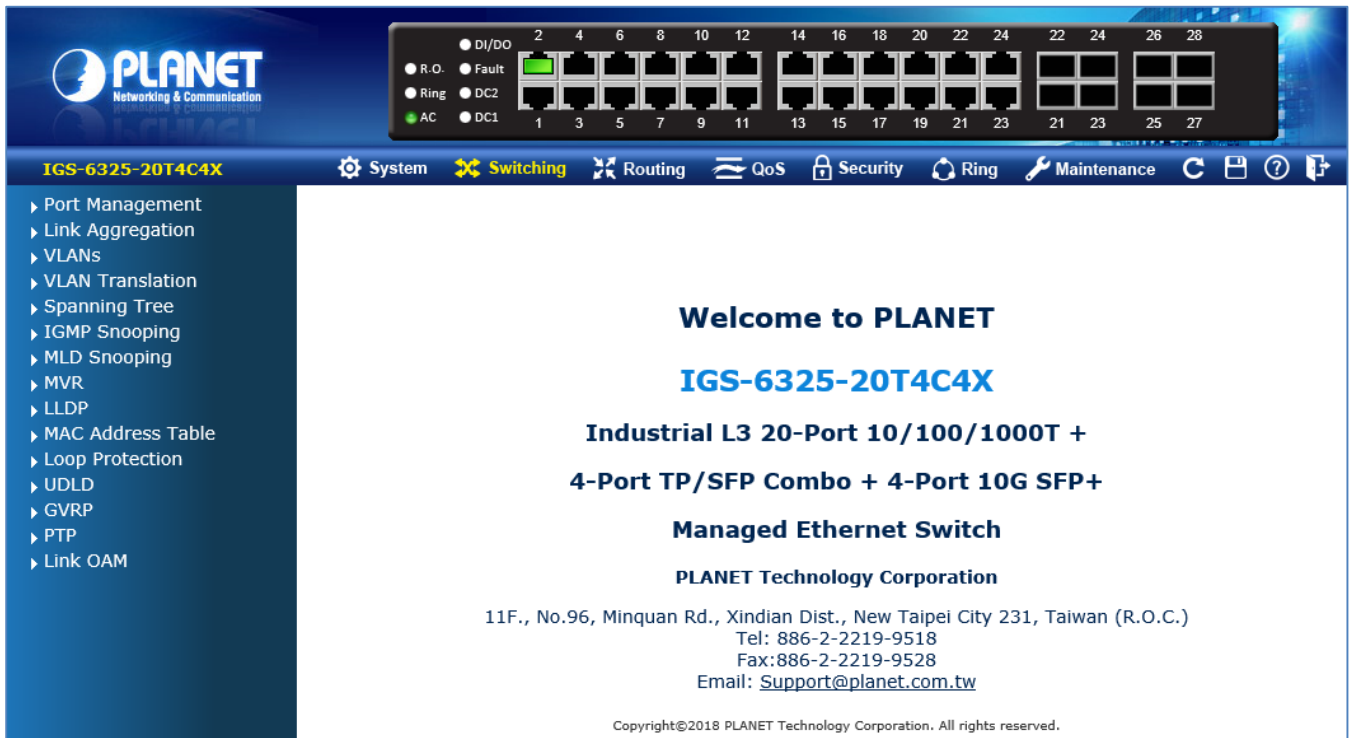 PLANET
Networking & Communication
DI/DO
R.O. Fault
Ring DC2
AC DC1
2 4 6 8 10 12 14 16 18 20 22 24 22 24 26 28
1 3 5 7 9 11 13 15 17 19 21 23 21 23 25 27
IGS-6325-20T4C4X
System Switching Routing QoS Security Ring Maintenance
Port Management
Link Aggregation
VLANs
VLAN Translation
Spanning Tree
IGMP Snooping
MLD Snooping
MVR
LLDP
MAC Address Table
Loop Protection
UDLD
GVRP
PTP
Link OAM
Welcome to PLANET
IGS-6325-20T4C4X
Industrial L3 20-Port 10/100/1000T +
4-Port TP/SFP Combo + 4-Port 10G SFP+
Managed Ethernet Switch
PLANET Technology Corporation
11F., No.96, Minquan Rd., Xindian Dist., New Taipei City 231, Taiwan (R.O.C.)
Tel: 886-2-2219-9518
Fax:886-2-2219-9528
Email: Support@planet.com.tw
Copyright©2018 PLANET Technology Corporation. All rights reserved.